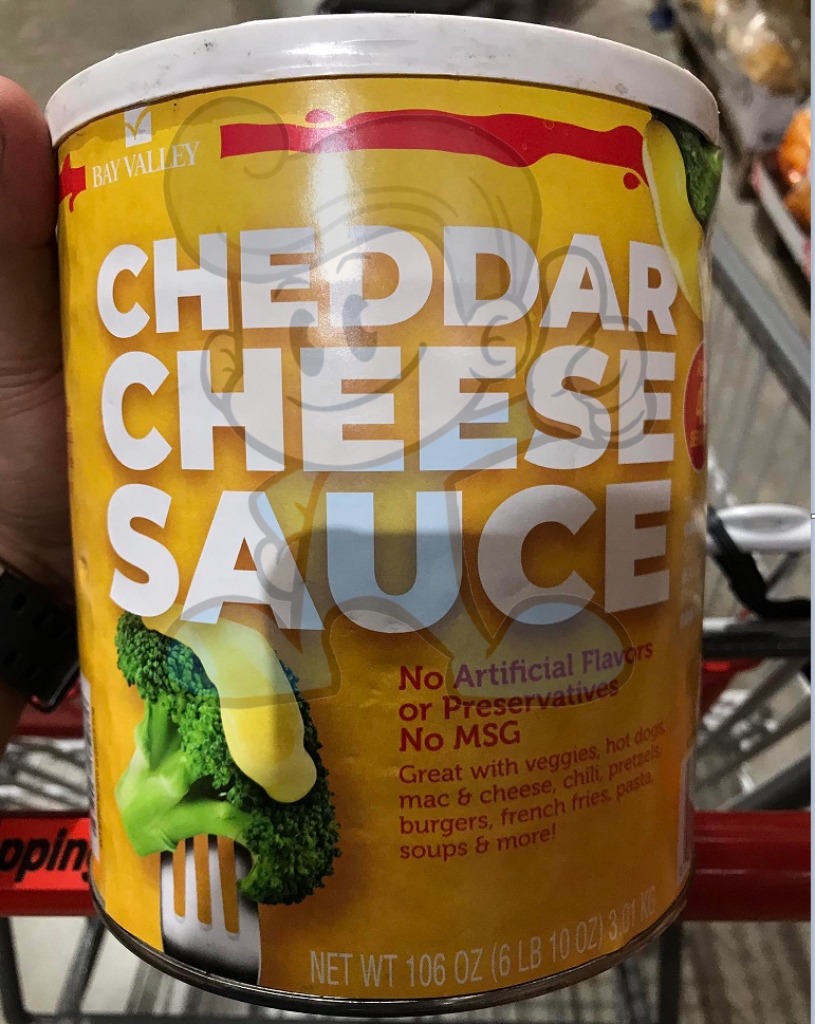 BAY VALLEY
CHEDDAR
CHEESE
SAUCE
No Artificial Flavors
or Preservatives
No MSG
Great with veggies, hot dogs,
mac & cheese, chili, pretzels,
burgers, french fries, pasta,
soups & more!
NET WT 106 OZ (6 LB 10 OZ) 3.01 KG
pping